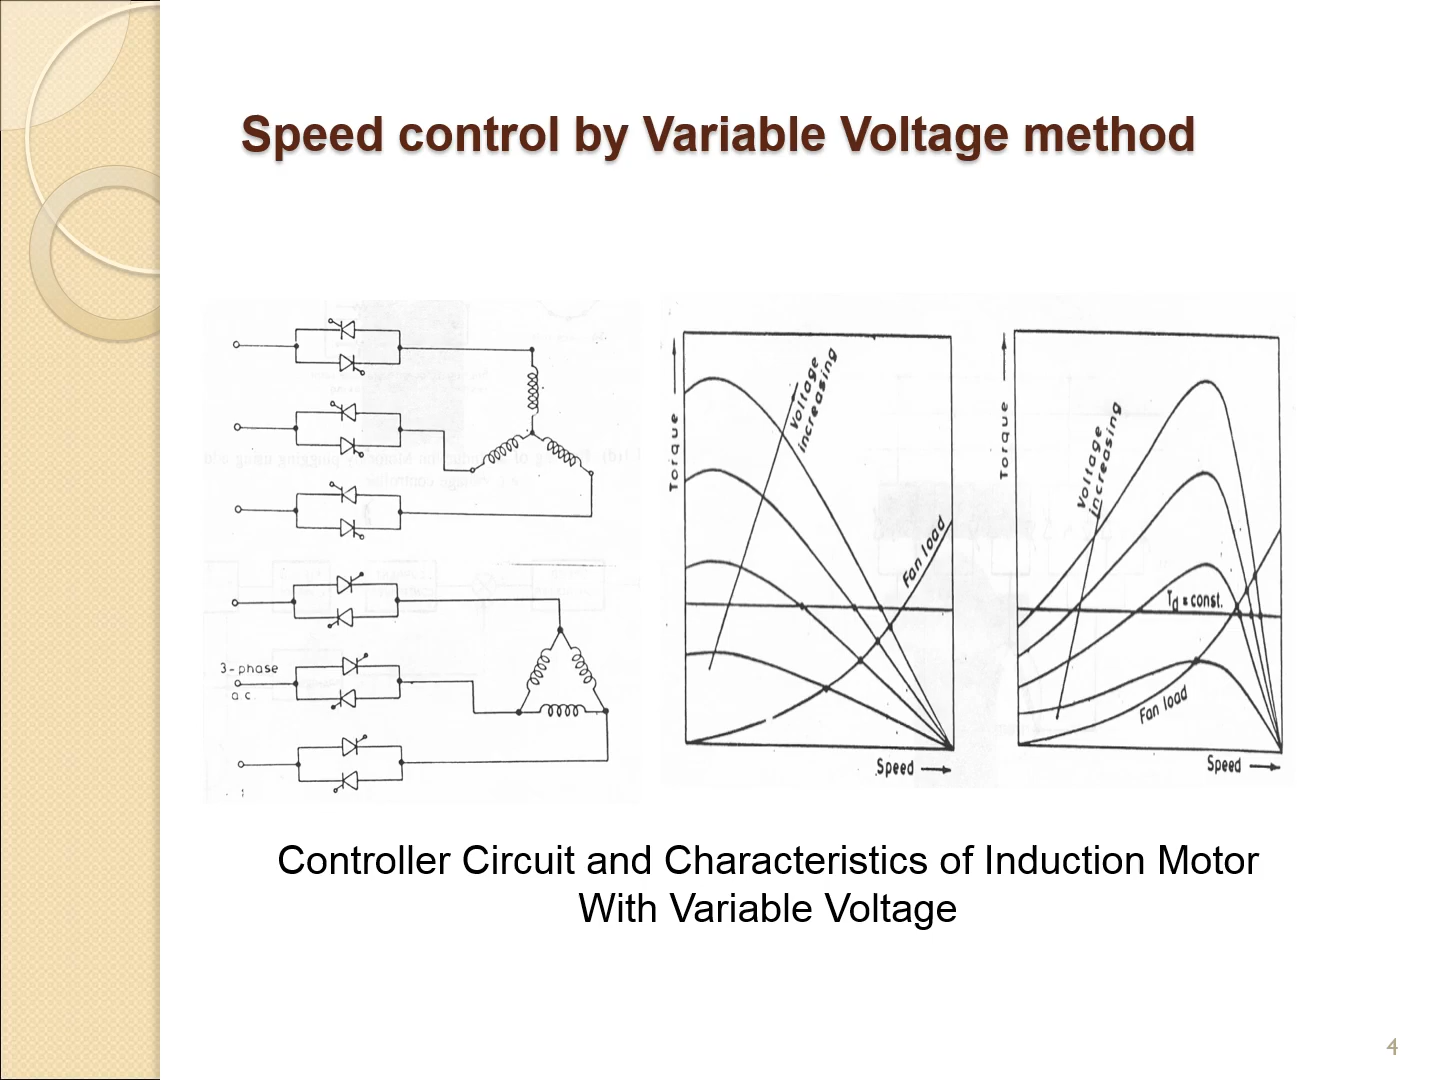 Speed control by Variable Voltage method
3-phase
a c.
Torque
Voltage
increasing
Fan load
Speed
Torque
Voltage
increasing
Td = const.
Fan load
Speed
Controller Circuit and Characteristics of Induction Motor
With Variable Voltage
4